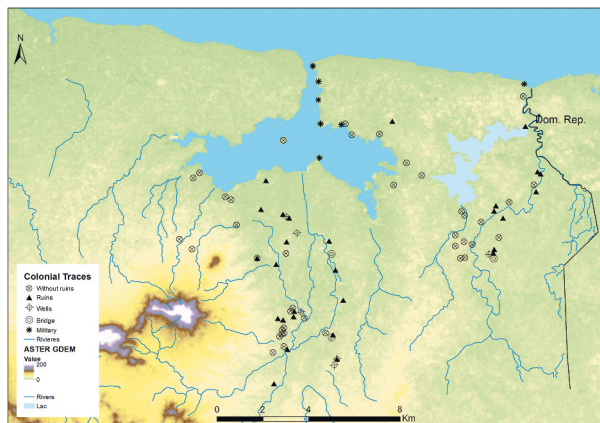 N
Dom. Rep.
Colonial Traces
Without ruins
Ruins
Wells
Bridge
Military
Rivieres
ASTER GDEM
Value
200
0
Rivers
Lac
0 2 4 8
Km